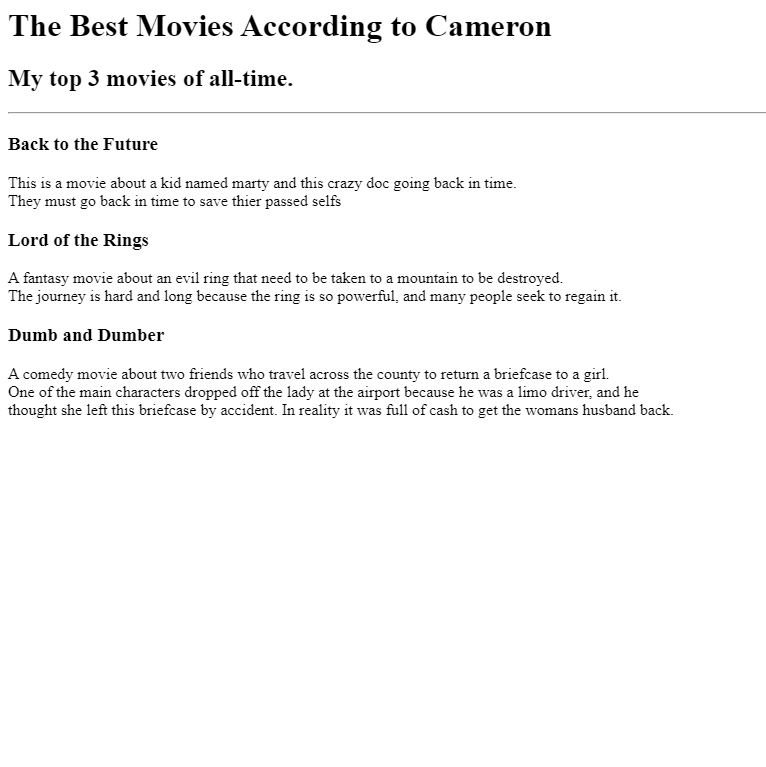 The Best Movies According to Cameron
My top 3 movies of all-time.
Back to the Future
This is a movie about a kid named marty and this crazy doc going back in time.
They must go back in time to save thier passed selfs
Lord of the Rings
A fantasy movie about an evil ring that need to be taken to a mountain to be destroyed.
The journey is hard and long because the ring is so powerful, and many people seek to regain it.
Dumb and Dumber
A comedy movie about two friends who travel across the county to return a briefcase to a girl.
One of the main characters dropped off the lady at the airport because he was a limo driver, and he
thought she left this briefcase by accident. In reality it was full of cash to get the womans husband back.